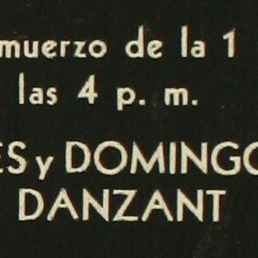 muerzo de la 1
las 4 p. m.
ES y DOMINGO
DANZANT